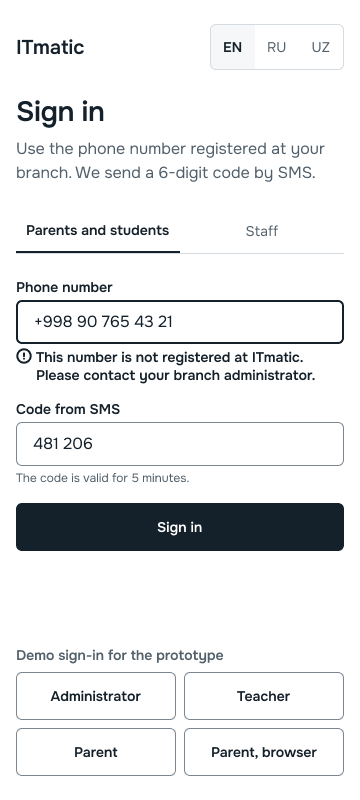 ITmatic
EN RU UZ
Sign in
Use the phone number registered at your
branch. We send a 6-digit code by SMS.
Parents and students Staff
Phone number
+998 90 765 43 21
This number is not registered at ITmatic.
Please contact your branch administrator.
Code from SMS
481 206
The code is valid for 5 minutes.
Sign in
Demo sign-in for the prototype
Administrator Teacher
Parent Parent, browser